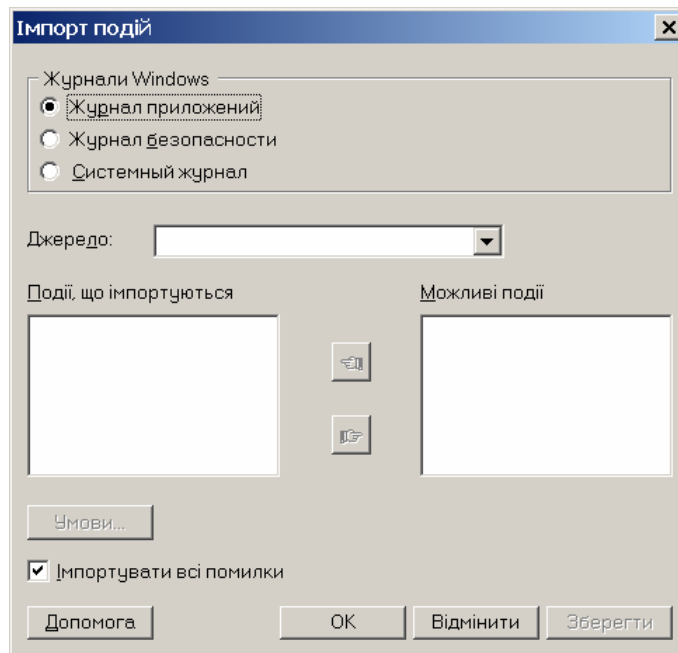 Імпорт подій
Журнали Windows
Журнал приложений
Журнал безопасности
Системный журнал
Джерело:
Події, що імпортуються
Можливі події
Умови...
Імпортувати всі помилки
Допомога
OK
Відмінити
Зберегти